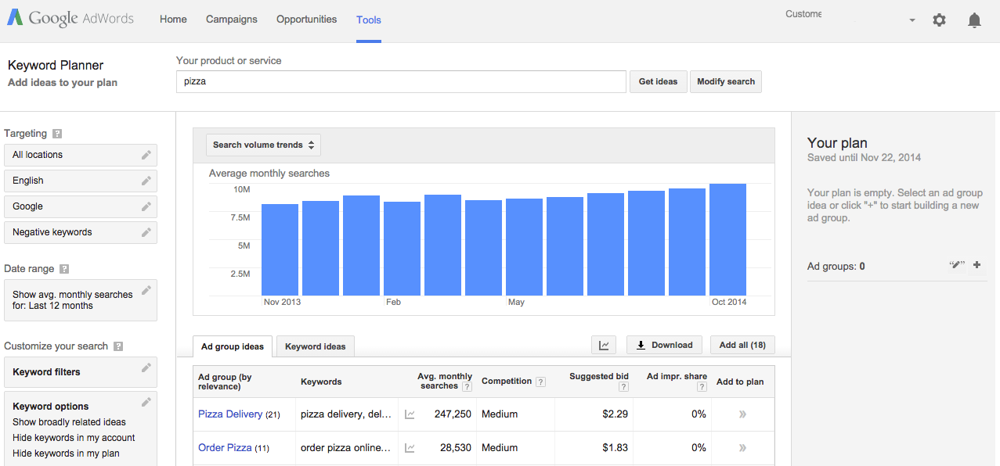 Google AdWords
Home Campaigns Opportunities Tools
Custome
Keyword Planner
Add ideas to your plan
Your product or service
pizza
Get ideas
Modify search
Targeting ?
All locations
English
Google
Negative keywords
Date range ?
Show avg. monthly searches
for: Last 12 months
Customize your search ?
Keyword filters
Keyword options
Show broadly related ideas
Hide keywords in my account
Hide keywords in my plan
Search volume trends
Average monthly searches
10M
7.5M
5M
2.5M
Nov 2013 Feb May Oct 2014
Ad group ideas Keyword ideas
Download
Add all (18)
Ad group (by
relevance)
Keywords
Avg. monthly
searches ?
Competition ?
Suggested bid
?
Ad impr. share
?
Add to plan
Pizza Delivery (21) pizza delivery, del... 247,250 Medium $2.29 0% »
Order Pizza (11) order pizza online... 28,530 Medium $1.83 0% »
Your plan
Saved until Nov 22, 2014
Your plan is empty. Select an ad group
idea or click "+" to start building a new
ad group.
Ad groups: 0